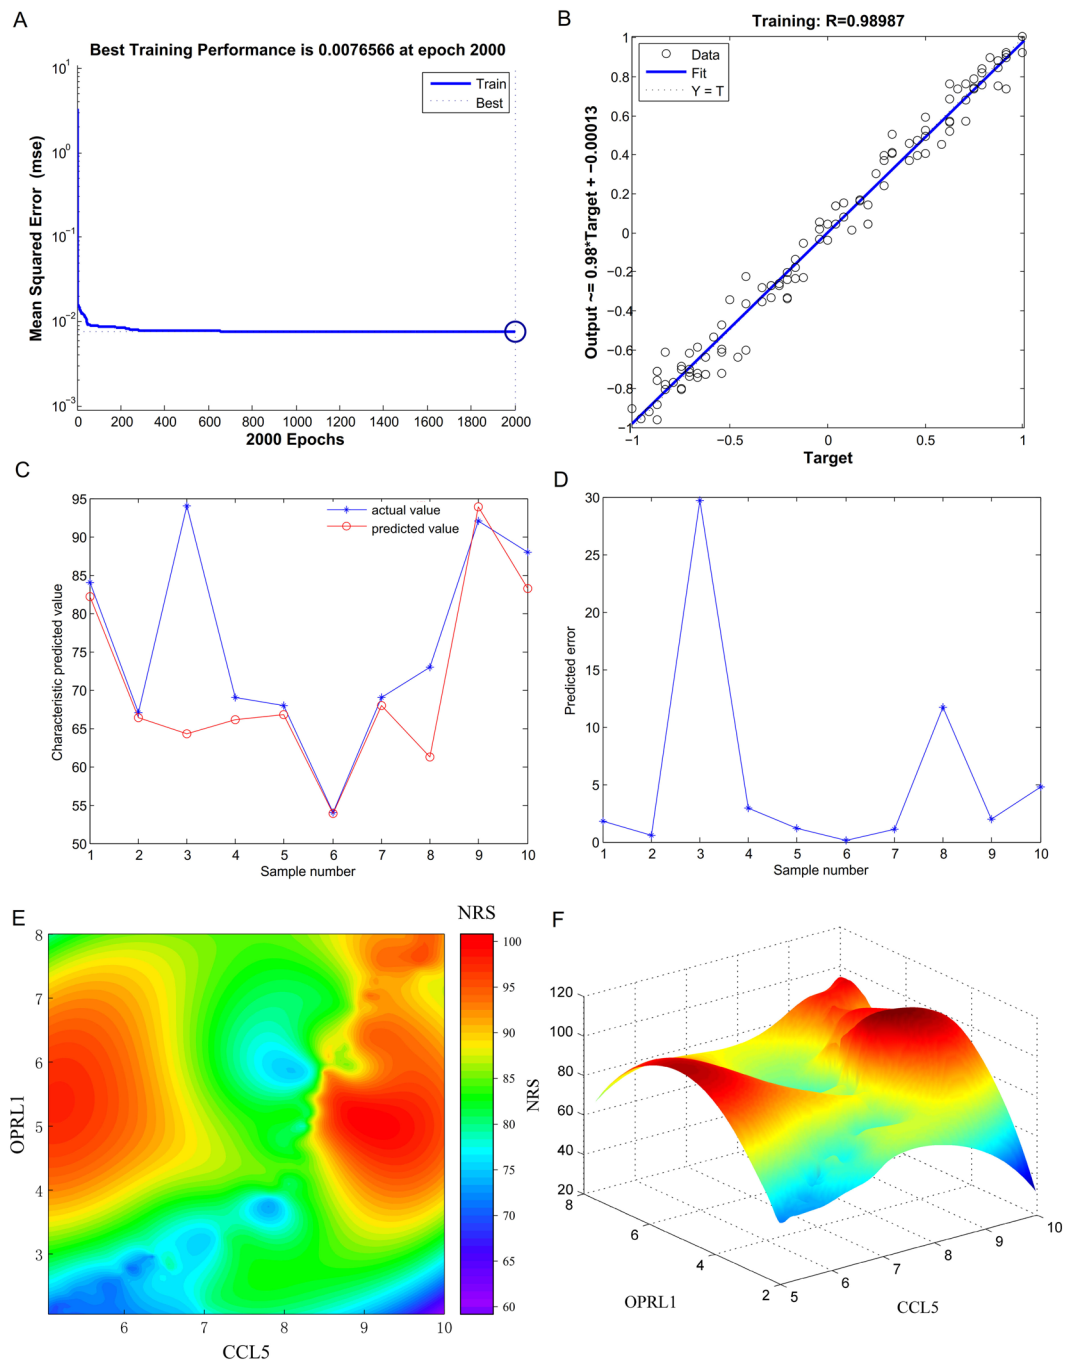 A
Best Training Performance is 0.0076566 at epoch 2000
10^1
10^0
10^-1
10^-2
10^-3
Mean Squared Error (mse)
Train
Best
0 200 400 600 800 1000 1200 1400 1600 1800 2000
2000 Epochs
B
Training: R=0.98987
Data
Fit
Y = T
Output ~= 0.98*Target + −0.00013
1
0.8
0.6
0.4
0.2
0
−0.2
−0.4
−0.6
−0.8
−1
−1 −0.5 0 0.5 1
Target
C
95
90
85
80
75
70
65
60
55
50
Characteristic predicted value
actual value
predicted value
1 2 3 4 5 6 7 8 9 10
Sample number
D
30
25
20
15
10
5
0
Predicted error
1 2 3 4 5 6 7 8 9 10
Sample number
E
8
7
6
5
4
3
OPRL1
6 7 8 9 10
CCL5
NRS
100
95
90
85
80
75
70
65
60
F
NRS
120
100
80
60
40
20
8
6
4
2
OPRL1
5
6
7
8
9
10
CCL5